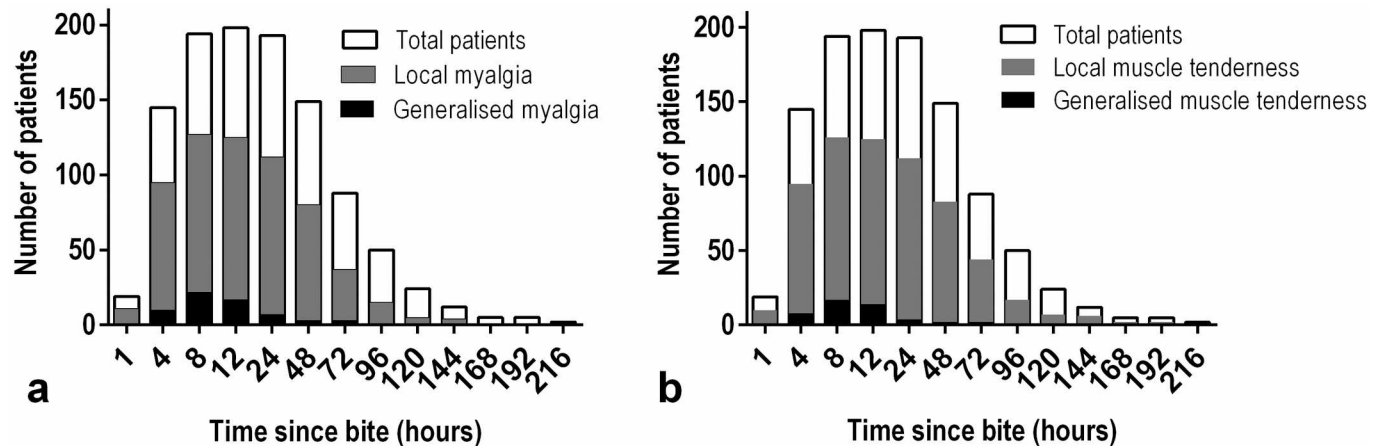 200
150
100
50
0
Number of patients
Total patients
Local myalgia
Generalised myalgia
1 4 8 12 24 48 72 96 120 144 168 192 216
Time since bite (hours)
a
200
150
100
50
0
Number of patients
Total patients
Local muscle tenderness
Generalised muscle tenderness
1 4 8 12 24 48 72 96 120 144 168 192 216
Time since bite (hours)
b